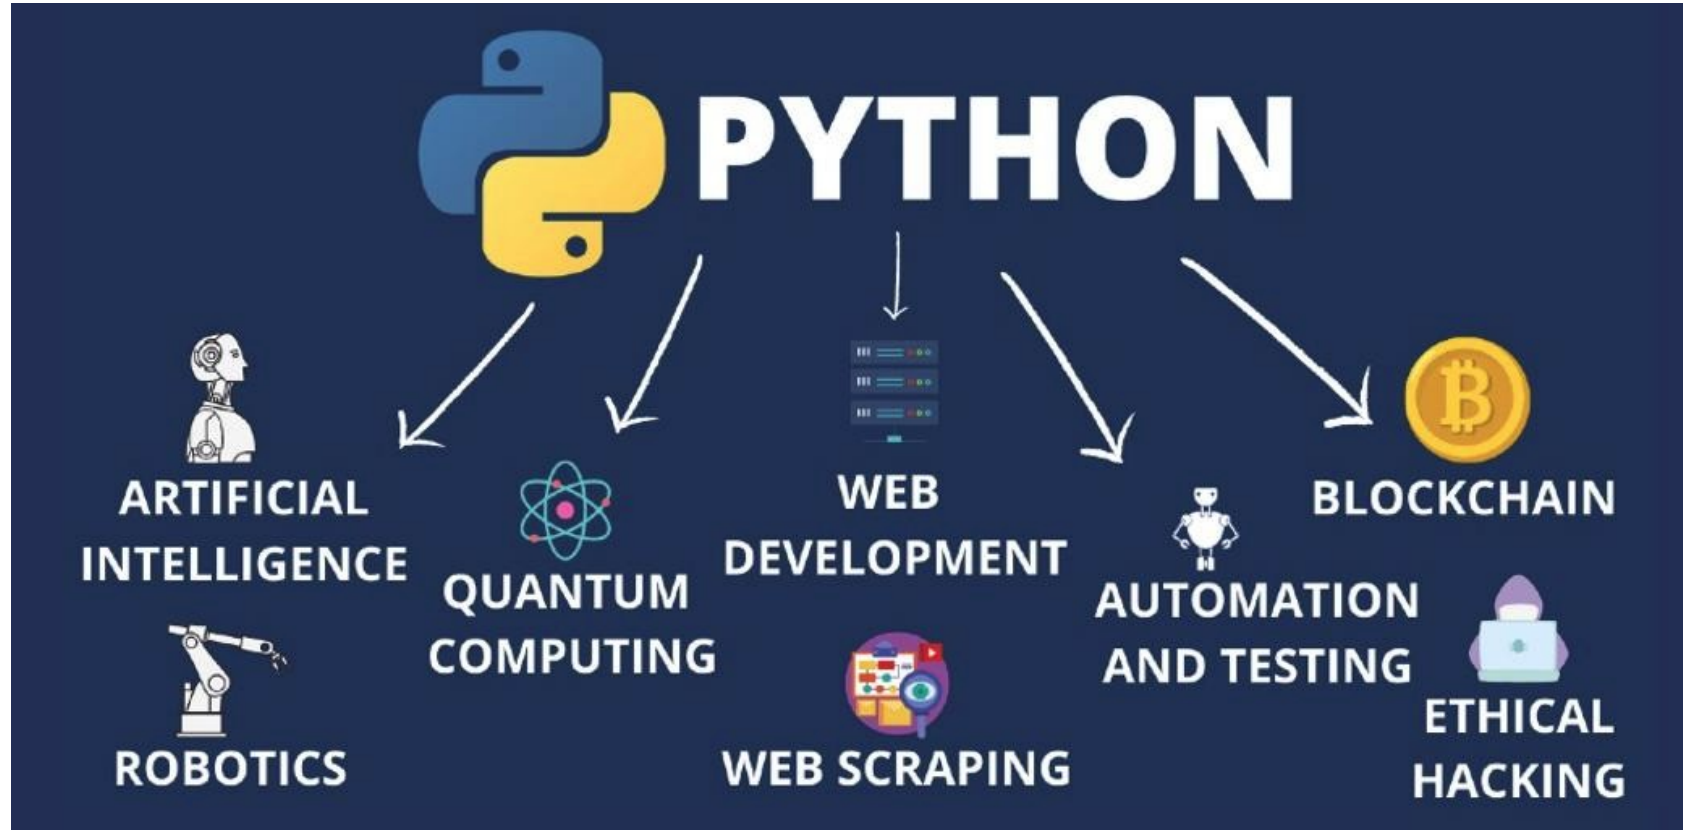 PYTHON
ARTIFICIAL
INTELLIGENCE
QUANTUM
COMPUTING
WEB
DEVELOPMENT
AUTOMATION
AND TESTING
BLOCKCHAIN
ROBOTICS
WEB SCRAPING
ETHICAL
HACKING